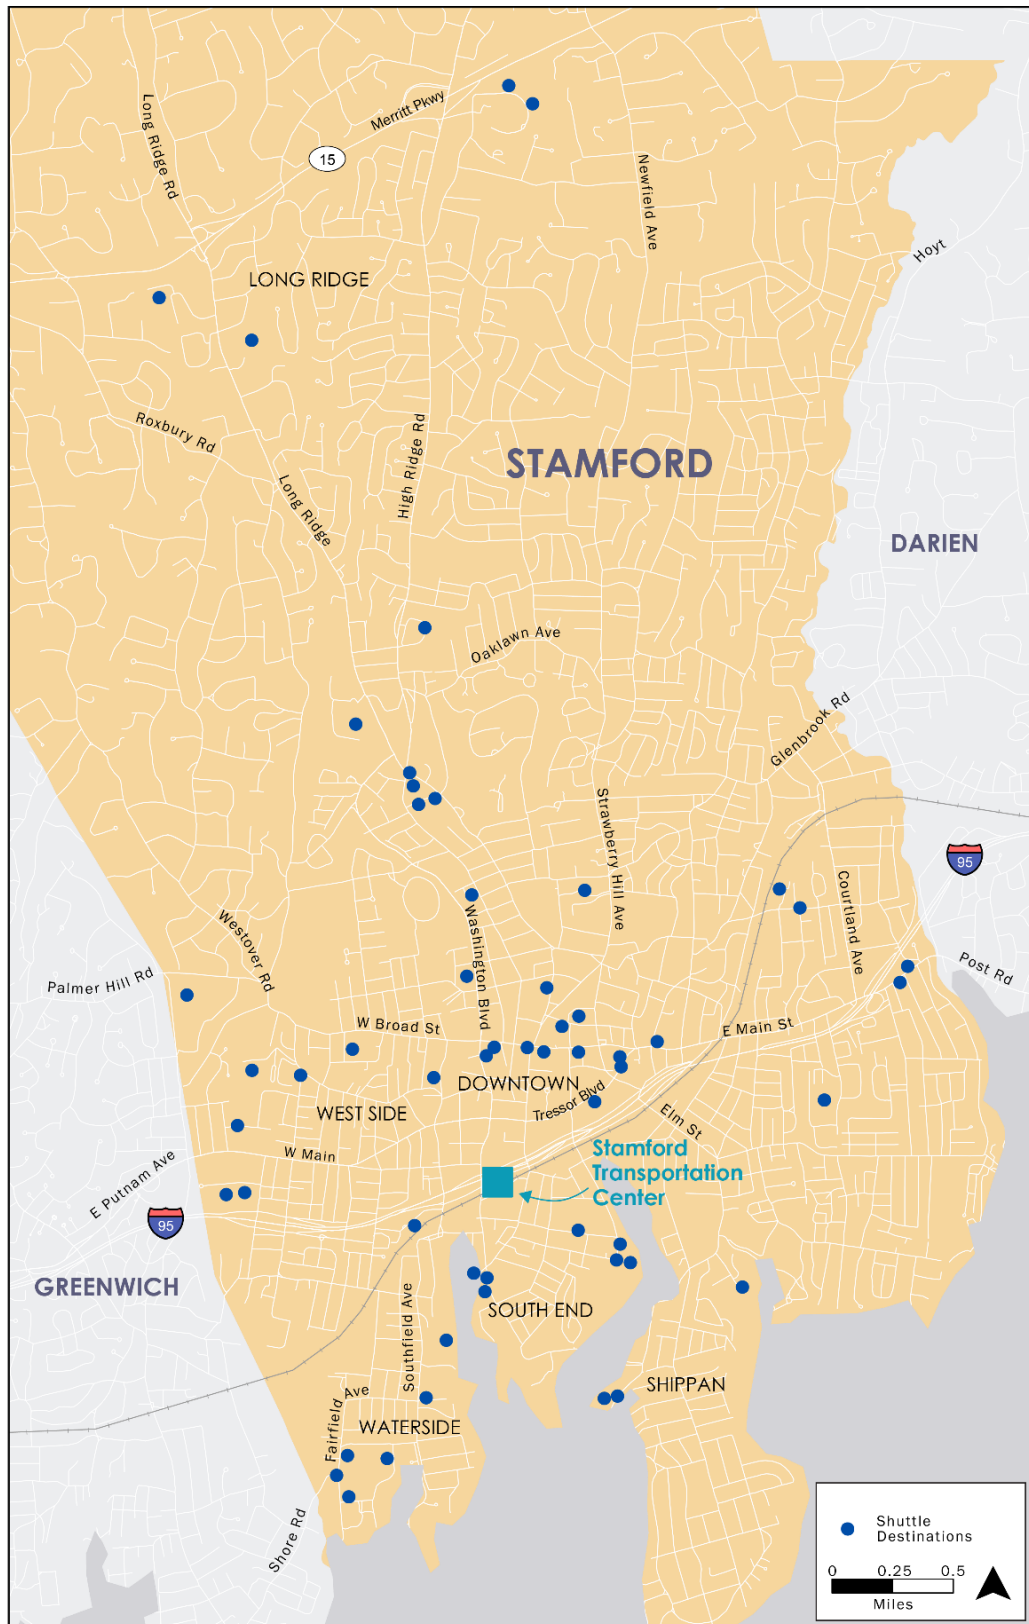 Long Ridge Rd
Merritt Pkwy
15
Newfield Ave
Hoyt
LONG RIDGE
Roxbury Rd
High Ridge Rd
STAMFORD
Long Ridge
DARIEN
Oaklawn Ave
Glenbrook Rd
Strawberry Hill Ave
95
Courtland Ave
Westover Rd
Washington Blvd
Post Rd
Palmer Hill Rd
W Broad St
E Main St
DOWNTOWN
Tressor Blvd
WEST SIDE
Elm St
W Main
Stamford
Transportation
Center
E Putnam Ave
95
GREENWICH
SOUTH END
Southfield Ave
SHIPPAN
Fairfield Ave
WATERSIDE
Shore Rd
Shuttle
Destinations
0 0.25 0.5
Miles